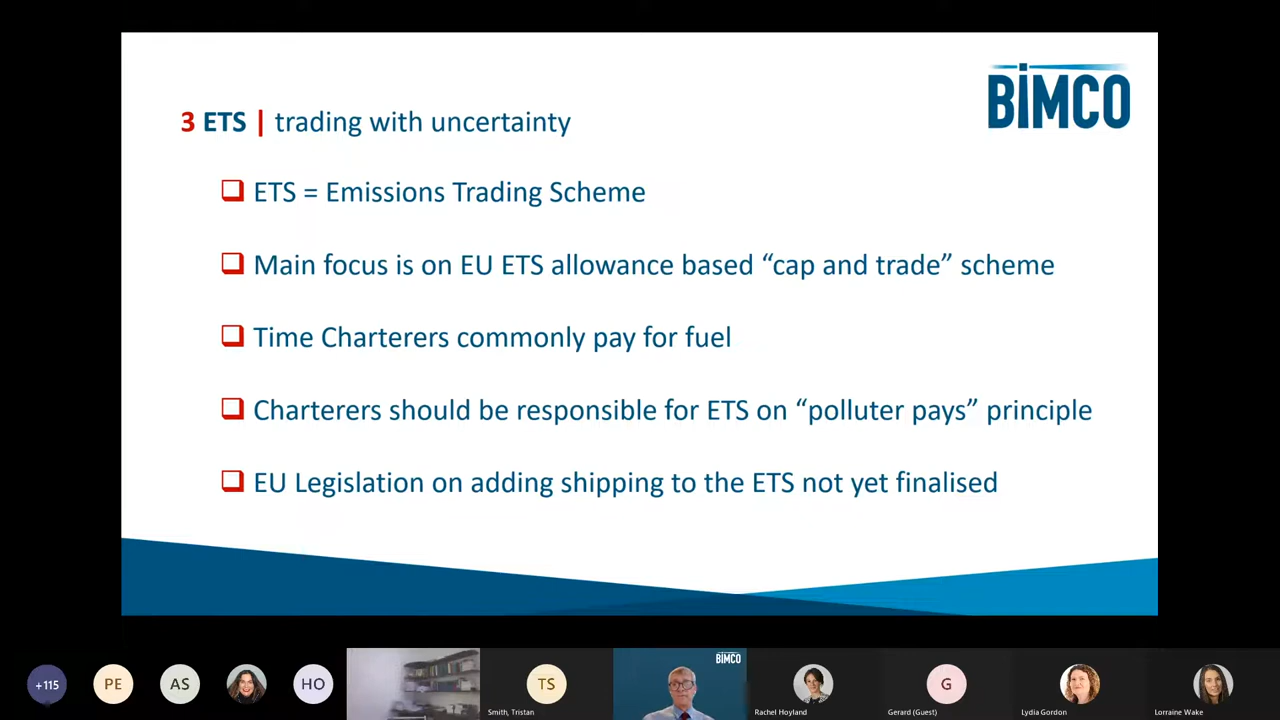 BIMCO
3 ETS | trading with uncertainty
ETS = Emissions Trading Scheme
Main focus is on EU ETS allowance based “cap and trade” scheme
Time Charterers commonly pay for fuel
Charterers should be responsible for ETS on “polluter pays” principle
EU Legislation on adding shipping to the ETS not yet finalised
+115
PE
AS
HO
TS
Smith, Tristan
BIMCO
Rachel Hoyland
G
Gerard (Guest)
Lydia Gordon
Lorraine Wake